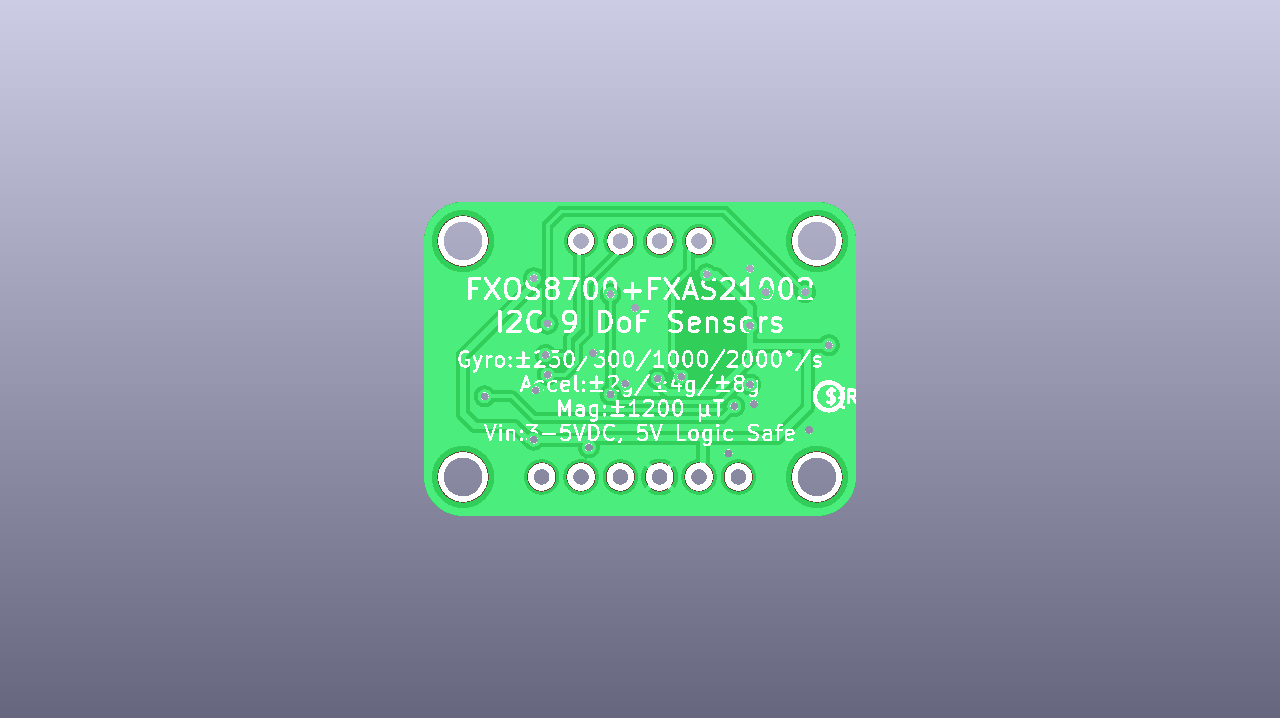 FXOS8700+FXAS21002
I2C 9 DoF Sensors
Gyro:±250/500/1000/2000°/s
Accel:±2g/±4g/±8g
Mag:±1200 µT
$
Vin:3-5VDC, 5V Logic Safe